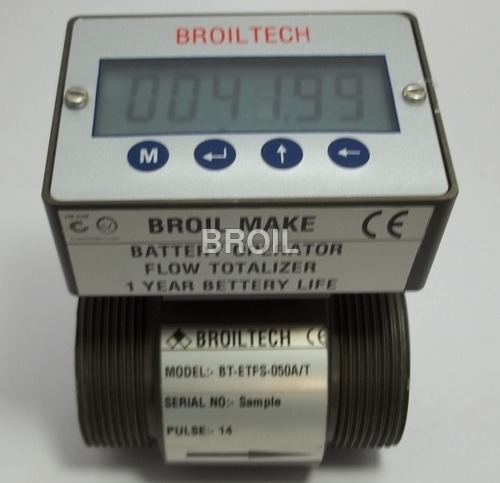 BROILTECH
0041.99
M
BROIL MAKE CE
BROIL
BATTERY OPERATOR
FLOW TOTALIZER
1 YEAR BETTERY LIFE
BROILTECH CE
MODEL:- BT-ETFS-050A/T
SERIAL NO:- Sample
PULSE:- 14